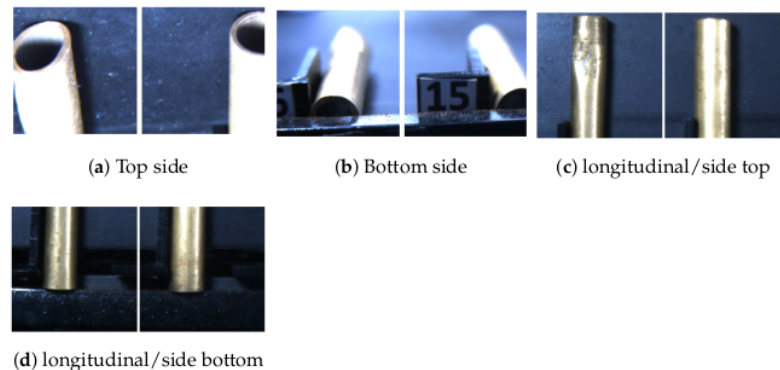 15
(a) Top side
(b) Bottom side
(c) longitudinal/side top
(d) longitudinal/side bottom